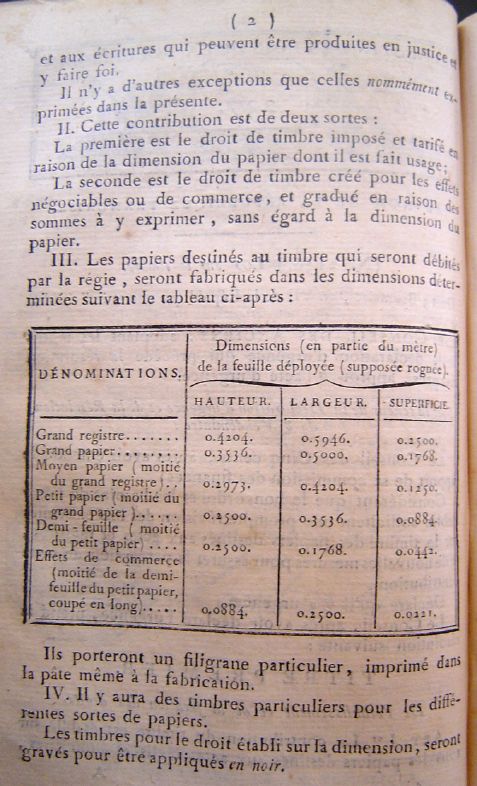 ( 2 )
et aux écritures qui peuvent être produites en justice et
y faire foi.
Il n'y a d'autres exceptions que celles nommément ex-
primées dans la présente.
II. Cette contribution est de deux sortes :
La première est le droit de timbre imposé et tarifé en
raison de la dimension du papier dont il est fait usage;
La seconde est le droit de timbre créé pour les effets
négociables ou de commerce, et gradué en raison des
sommes à y exprimer, sans égard à la dimension du
papier.
III. Les papiers destinés au timbre qui seront débités
par la régie, seront fabriqués dans les dimensions déter-
minées suivant le tableau ci-après :
DÉNOMINATIONS.
Dimensions (en partie du mètre)
de la feuille déployée (supposée rognée).
HAUTEUR. LARGEUR. SUPERFICIE.
Grand registre....... 0.4204. 0.5946. 0.2500.
Grand papier......... 0.3536. 0.5000. 0.1768.
Moyen papier (moitié
du grand registre)... 0.2973. 0.4204. 0.1250.
Petit papier (moitié du
grand papier)...... 0.2500. 0.3536. 0.0884.
Demi-feuille (moitié
du petit papier).... 0.2500. 0.1768. 0.0442.
Effets de commerce
(moitié de la demi-
feuille du petit papier,
coupé en long)..... 0.0884. 0.2500. 0.0221.
Ils porteront un filigrane particulier, imprimé dans
la pâte même à la fabrication.
IV. Il y aura des timbres particuliers pour les diffé-
rentes sortes de papiers.
Les timbres pour le droit établi sur la dimension, seront
gravés pour être appliqués en noir.